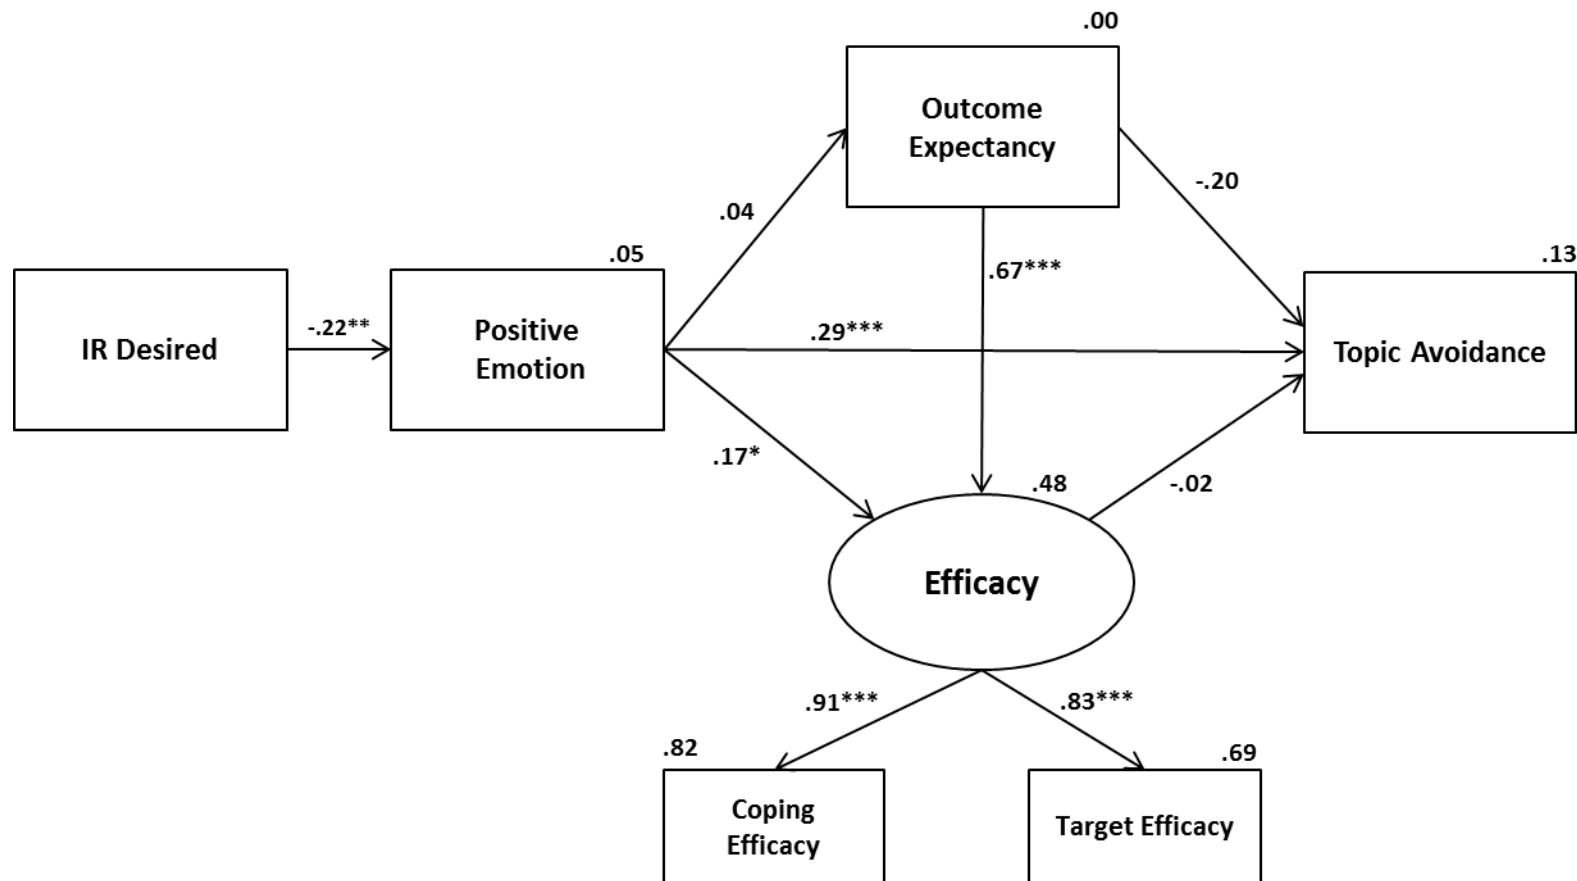 .00
Outcome
Expectancy
-.20
.04
.05
.67***
.13
IR Desired
-.22**
Positive
Emotion
.29***
Topic Avoidance
.17*
.48
-.02
Efficacy
.91***
.83***
.82
.69
Coping
Efficacy
Target Efficacy